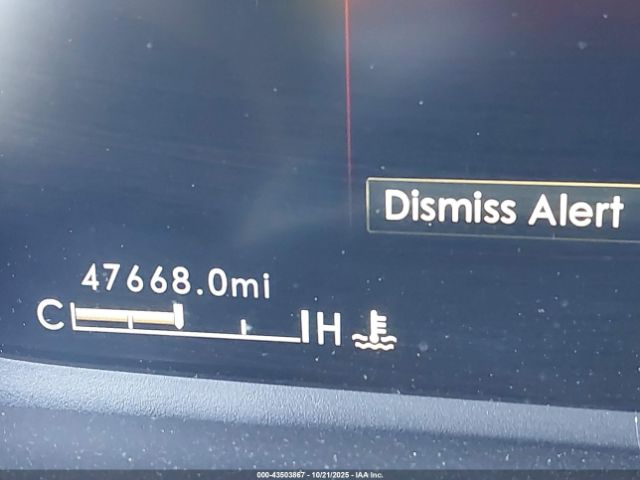 Dismiss Alert
47668.0mi
C H
000-43503867 - 10/21/2025 - IAA Inc.